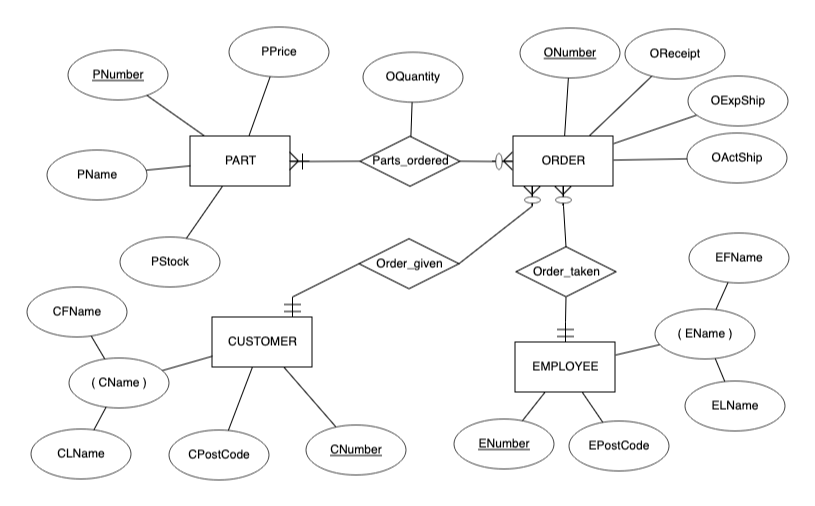 PPrice
ONumber
OReceipt
PNumber
OQuantity
OExpShip
PART
Parts_ordered
ORDER
OActShip
PName
PStock
Order_given
Order_taken
EFName
CFName
CUSTOMER
( EName )
EMPLOYEE
( CName )
ELName
CLName
CPostCode
CNumber
ENumber
EPostCode